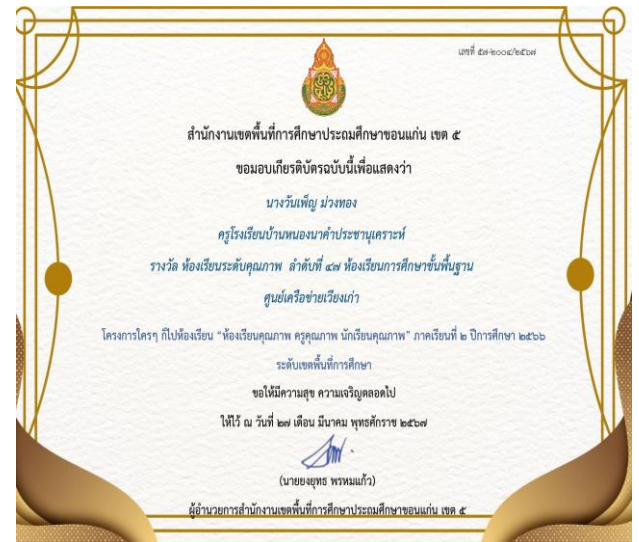 เลขที่ ๕๗-๒๐๐๔/๒๕๖๗
สำนักงานเขตพื้นที่การศึกษาประถมศึกษาขอนแก่น เขต ๕
ขอมอบเกียรติบัตรฉบับนี้เพื่อแสดงว่า
นางวันเพ็ญ ม่วงทอง
ครูโรงเรียนบ้านหนองนาคำประชานุเคราะห์
รางวัล ห้องเรียนระดับคุณภาพ ลำดับที่ ๔๗ ห้องเรียนการศึกษาขั้นพื้นฐาน
ศูนย์เครือข่ายเวียงเก่า
โครงการใครๆ ก็ไปห้องเรียน "ห้องเรียนคุณภาพ ครูคุณภาพ นักเรียนคุณภาพ" ภาคเรียนที่ ๒ ปีการศึกษา ๒๕๖๖
ระดับเขตพื้นที่การศึกษา
ขอให้มีความสุข ความเจริญตลอดไป
ให้ไว้ ณ วันที่ ๒๗ เดือน มีนาคม พุทธศักราช ๒๕๖๗
(นายยงยุทธ พรหมแก้ว)
ผู้อำนวยการสำนักงานเขตพื้นที่การศึกษาประถมศึกษาขอนแก่น เขต ๕